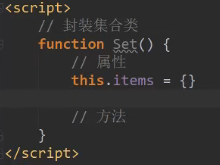 <script>
// 封装集合类
function Set() {
// 属性
this.items = {}
// 方法
}
</script>